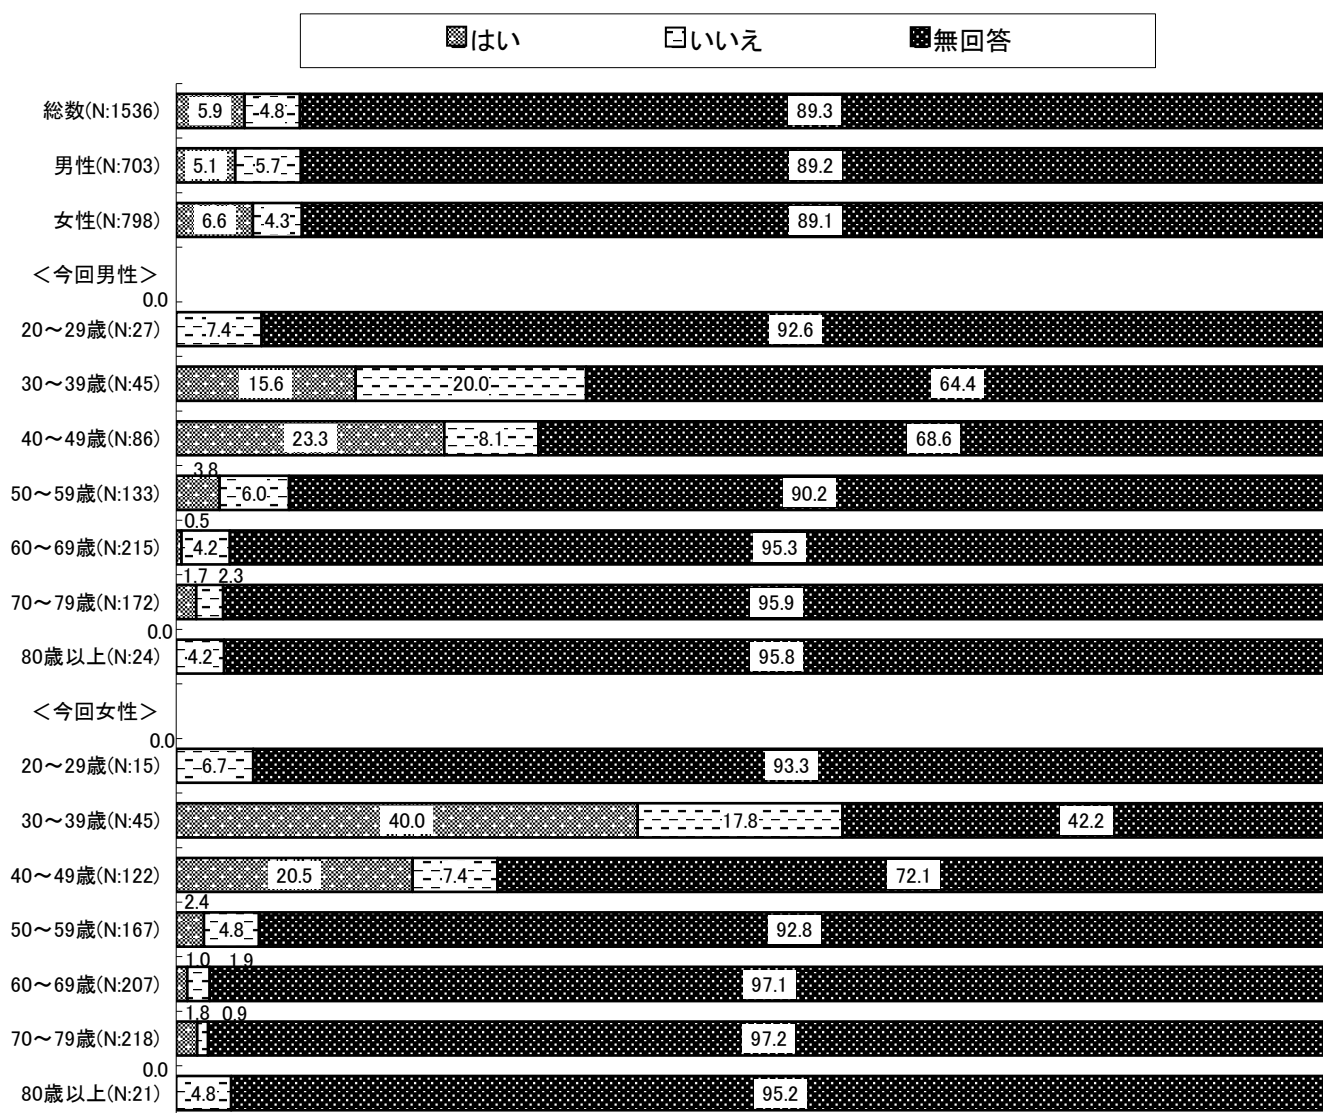 はい いいえ 無回答
総数(N:1536) 5.9 4.8 89.3
男性(N:703) 5.1 5.7 89.2
女性(N:798) 6.6 4.3 89.1
＜今回男性＞
0.0
20～29歳(N:27) 7.4 92.6
30～39歳(N:45) 15.6 20.0 64.4
40～49歳(N:86) 23.3 8.1 68.6
3.8
50～59歳(N:133) 6.0 90.2
0.5
60～69歳(N:215) 4.2 95.3
1.7 2.3
70～79歳(N:172) 95.9
0.0
80歳以上(N:24) 4.2 95.8
＜今回女性＞
0.0
20～29歳(N:15) 6.7 93.3
30～39歳(N:45) 40.0 17.8 42.2
40～49歳(N:122) 20.5 7.4 72.1
2.4
50～59歳(N:167) 4.8 92.8
1.0 1.9
60～69歳(N:207) 97.1
1.8 0.9
70～79歳(N:218) 97.2
0.0
80歳以上(N:21) 4.8 95.2